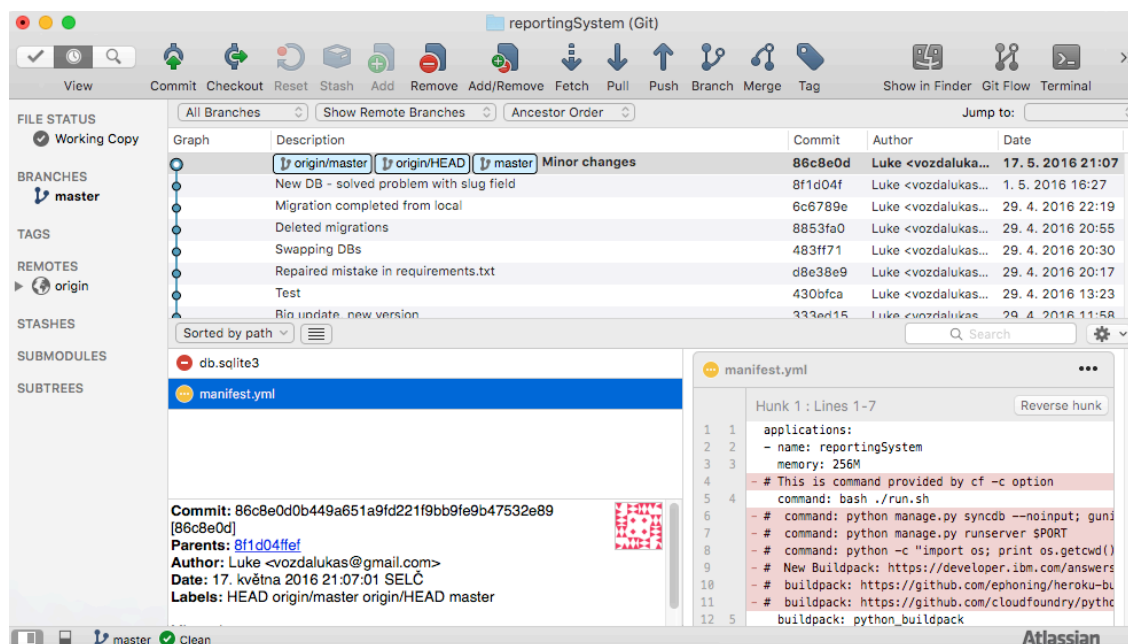 reportingSystem (Git)
View Commit Checkout Reset Stash Add Remove Add/Remove Fetch Pull Push Branch Merge Tag Show in Finder Git Flow Terminal
All Branches Show Remote Branches Ancestor Order Jump to:
FILE STATUS
Working Copy
BRANCHES
master
TAGS
REMOTES
origin
STASHES
SUBMODULES
SUBTREES
Graph Description Commit Author Date
origin/master origin/HEAD master Minor changes 86c8e0d Luke <vozdaluka... 17. 5. 2016 21:07
New DB - solved problem with slug field 8f1d04f Luke <vozdalukas... 1. 5. 2016 16:27
Migration completed from local 6c6789e Luke <vozdalukas... 29. 4. 2016 22:19
Deleted migrations 8853fa0 Luke <vozdalukas... 29. 4. 2016 20:55
Swapping DBs 483ff71 Luke <vozdalukas... 29. 4. 2016 20:30
Repaired mistake in requirements.txt d8e38e9 Luke <vozdalukas... 29. 4. 2016 20:17
Test 430bfca Luke <vozdalukas... 29. 4. 2016 13:23
Big update, new version 333ed15 Luke <vozdalukas... 29. 4. 2016 11:58
Sorted by path Search
db.sqlite3
manifest.yml
Commit: 86c8e0d0b449a651a9fd221f9bb9fe9b47532e89
[86c8e0d]
Parents: 8f1d04ffef
Author: Luke <vozdalukas@gmail.com>
Date: 17. května 2016 21:07:01 SELČ
Labels: HEAD origin/master origin/HEAD master
manifest.yml
Hunk 1 : Lines 1-7 Reverse hunk
1 1 applications:
2 2 - name: reportingSystem
3 3 memory: 256M
4 - # This is command provided by cf -c option
5 4 command: bash ./run.sh
6 - # command: python manage.py syncdb --noinput; guni
7 - # command: python manage.py runserver $PORT
8 - # command: python -c "import os; print os.getcwd()
9 - # New Buildpack: https://developer.ibm.com/answers
10 - # buildpack: https://github.com/ephoning/heroku-bu
11 - # buildpack: https://github.com/cloudfoundry/pytho
12 5 buildpack: python_buildpack
master Clean Atlassian